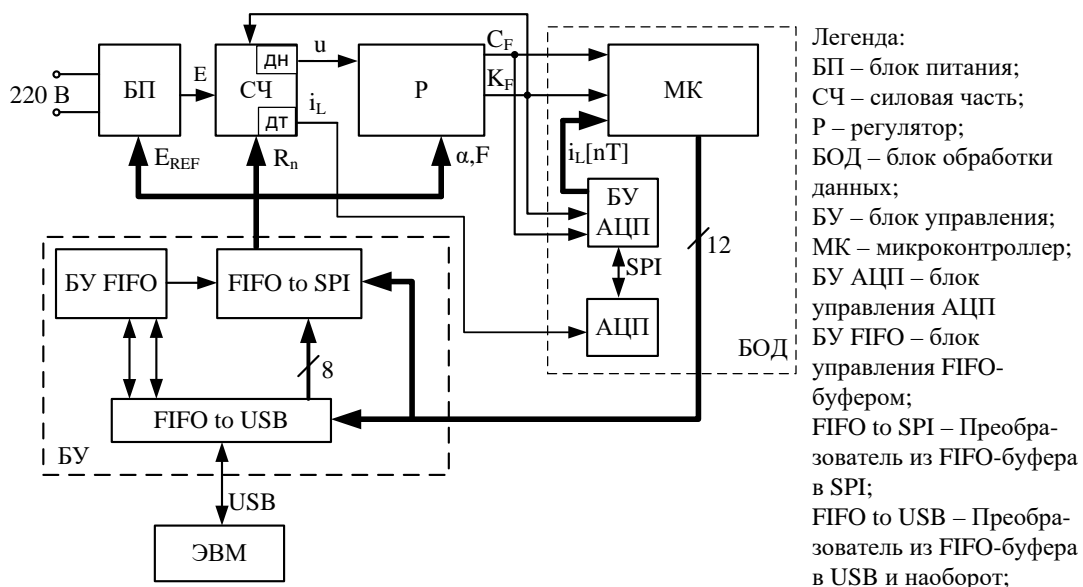 220 В
БП
E
СЧ
ДН
ДТ
u
i_L
Р
C_F
K_F
МК
E_REF
R_n
α,F
i_L[nT]
БУ
АЦП
SPI
АЦП
12
БОД
БУ FIFO
FIFO to SPI
8
FIFO to USB
БУ
USB
ЭВМ
Легенда:
БП – блок питания;
СЧ – силовая часть;
Р – регулятор;
БОД – блок обработки
данных;
БУ – блок управления;
МК – микроконтроллер;
БУ АЦП – блок
управления АЦП
БУ FIFO – блок
управления FIFO-
буфером;
FIFO to SPI – Преобра-
зователь из FIFO-буфера
в SPI;
FIFO to USB – Преобра-
зователь из FIFO-буфера
в USB и наоборот;